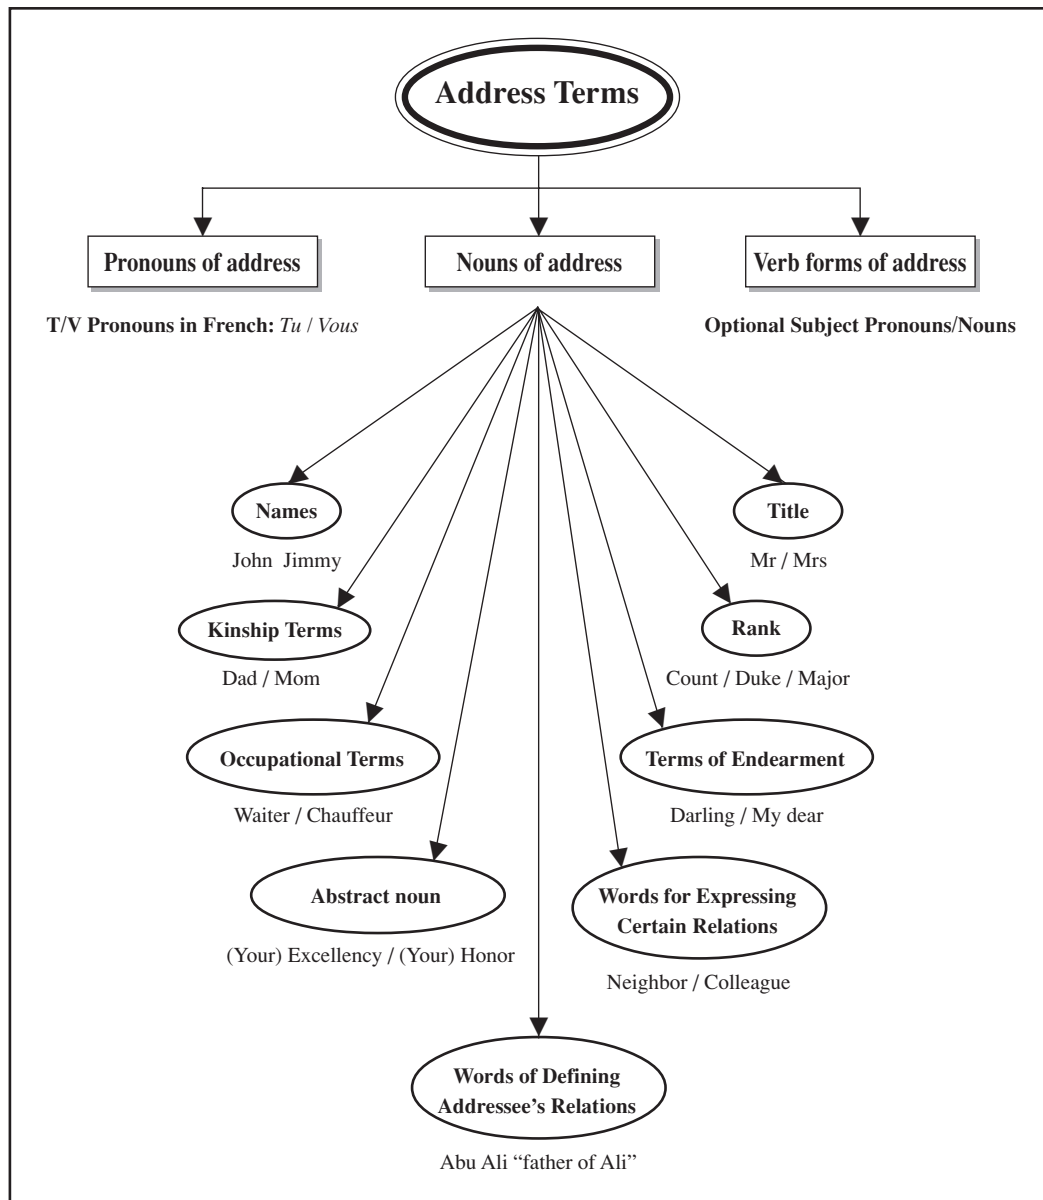 Address Terms
Pronouns of address
Nouns of address
Verb forms of address
T/V Pronouns in French: Tu / Vous
Optional Subject Pronouns/Nouns
Names
John  Jimmy
Title
Mr / Mrs
Kinship Terms
Dad / Mom
Rank
Count / Duke / Major
Occupational Terms
Waiter / Chauffeur
Terms of Endearment
Darling / My dear
Abstract noun
(Your) Excellency / (Your) Honor
Words for Expressing
Certain Relations
Neighbor / Colleague
Words of Defining
Addressee’s Relations
Abu Ali “father of Ali”